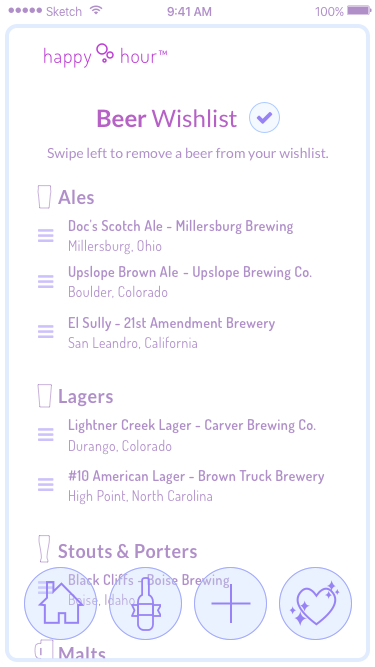 Sketch 9:41 AM 100%
happy hour™
Beer Wishlist
Swipe left to remove a beer from your wishlist.
Ales
Doc's Scotch Ale - Millersburg Brewing
Millersburg, Ohio
Upslope Brown Ale - Upslope Brewing Co.
Boulder, Colorado
El Sully - 21st Amendment Brewery
San Leandro, California
Lagers
Lightner Creek Lager - Carver Brewing Co.
Durango, Colorado
#10 American Lager - Brown Truck Brewery
High Point, North Carolina
Stouts & Porters
Black Cliffs - Boise Brewing
Boise, Idaho
Malts